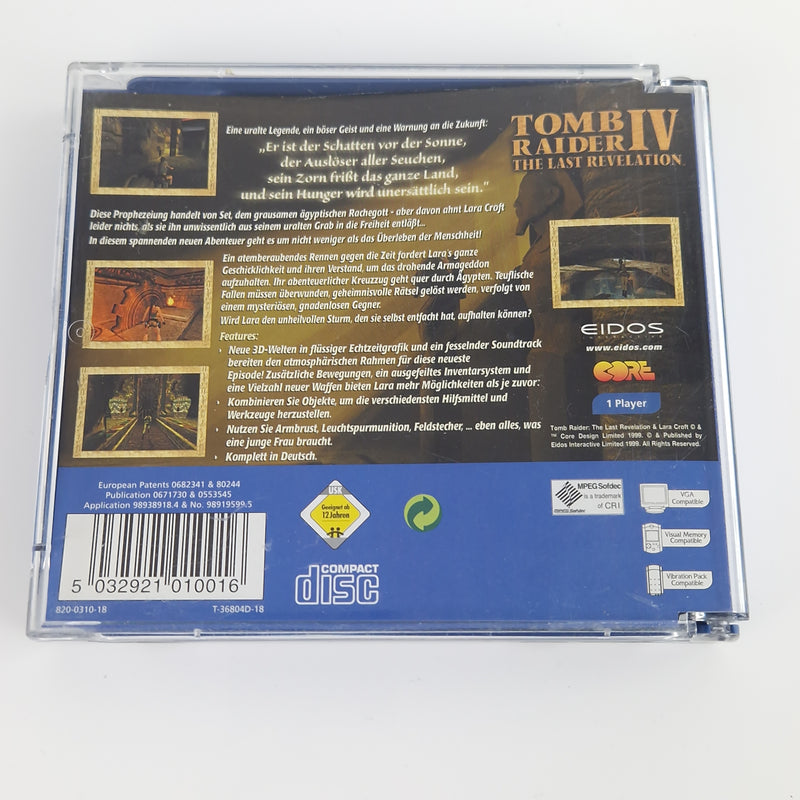 Eine uralte Legende, ein böser Geist und eine Warnung an die Zukunft:
„Er ist der Schatten vor der Sonne,
der Auslöser aller Seuchen,
sein Zorn frißt das ganze Land,
und sein Hunger wird unersättlich sein."
TOMB
RAIDER IV
THE LAST REVELATION
Diese Prophezeiung handelt von Set, dem grausamen ägyptischen Rachegott - aber davon ahnt Lara Croft
leider nichts, als sie ihn unwissentlich aus seinem uralten Grab in die Freiheit entläßt...
In diesem spannenden neuen Abenteuer geht es um nicht weniger als das Überleben der Menschheit!
Ein atemberaubendes Rennen gegen die Zeit fordert Lara's ganze
Geschicklichkeit und ihren Verstand, um das drohende Armageddon
aufzuhalten. Ihr abenteuerlicher Kreuzzug geht quer durch Ägypten. Teuflische
Fallen müssen überwunden, geheimnisvolle Rätsel gelöst werden, verfolgt von
einem mysteriösen, gnadenlosen Gegner.
Wird Lara den unheilvollen Sturm, den sie selbst entfacht hat, aufhalten können?
Features:
· Neue 3D-Welten in flüssiger Echtzeitgrafik und ein fesselnder Soundtrack
bereiten den atmosphärischen Rahmen für diese neueste
Episode! Zusätzliche Bewegungen, ein ausgefeiltes Inventarsystem und
eine Vielzahl neuer Waffen bieten Lara mehr Möglichkeiten als je zuvor:
· Kombinieren Sie Objekte, um die verschiedensten Hilfsmittel und
Werkzeuge herzustellen.
· Nutzen Sie Armbrust, Leuchtspurmunition, Feldstecher, ... eben alles, was
eine junge Frau braucht.
· Komplett in Deutsch.
EIDOS
INTERACTIVE
www.eidos.com
CORE
1 Player
Tomb Raider: The Last Revelation & Lara Croft ©&
™ Core Design Limited 1999. © & Published by
Eidos Interactive Limited 1999. All Rights Reserved.
European Patents 0682341 & 80244
Publication 0671730 & 0553545
Application 98938918.4 & No. 98919599.5
5 032921 010016
820-0310-18
T-36804D-18
USK
Geeignet ab
12 Jahren
COMPACT
disc
MPEG Sofdec
MPEG Sofdec
is a trademark
of CRI
VGA
Compatible
Visual Memory
Compatible
Vibration Pack
Compatible